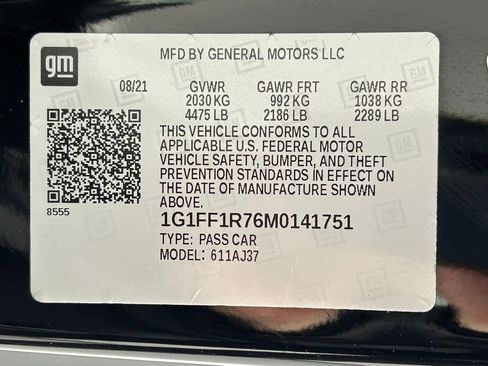 gm
MFD BY GENERAL MOTORS LLC
08/21 GVWR GAWR FRT GAWR RR
2030 KG 992 KG 1038 KG
4475 LB 2186 LB 2289 LB
THIS VEHICLE CONFORMS TO ALL
APPLICABLE U.S. FEDERAL MOTOR
VEHICLE SAFETY, BUMPER, AND THEFT
PREVENTION STANDARDS IN EFFECT ON
THE DATE OF MANUFACTURE SHOWN
ABOVE.
8555
1G1FF1R76M0141751
TYPE: PASS CAR
MODEL: 611AJ37